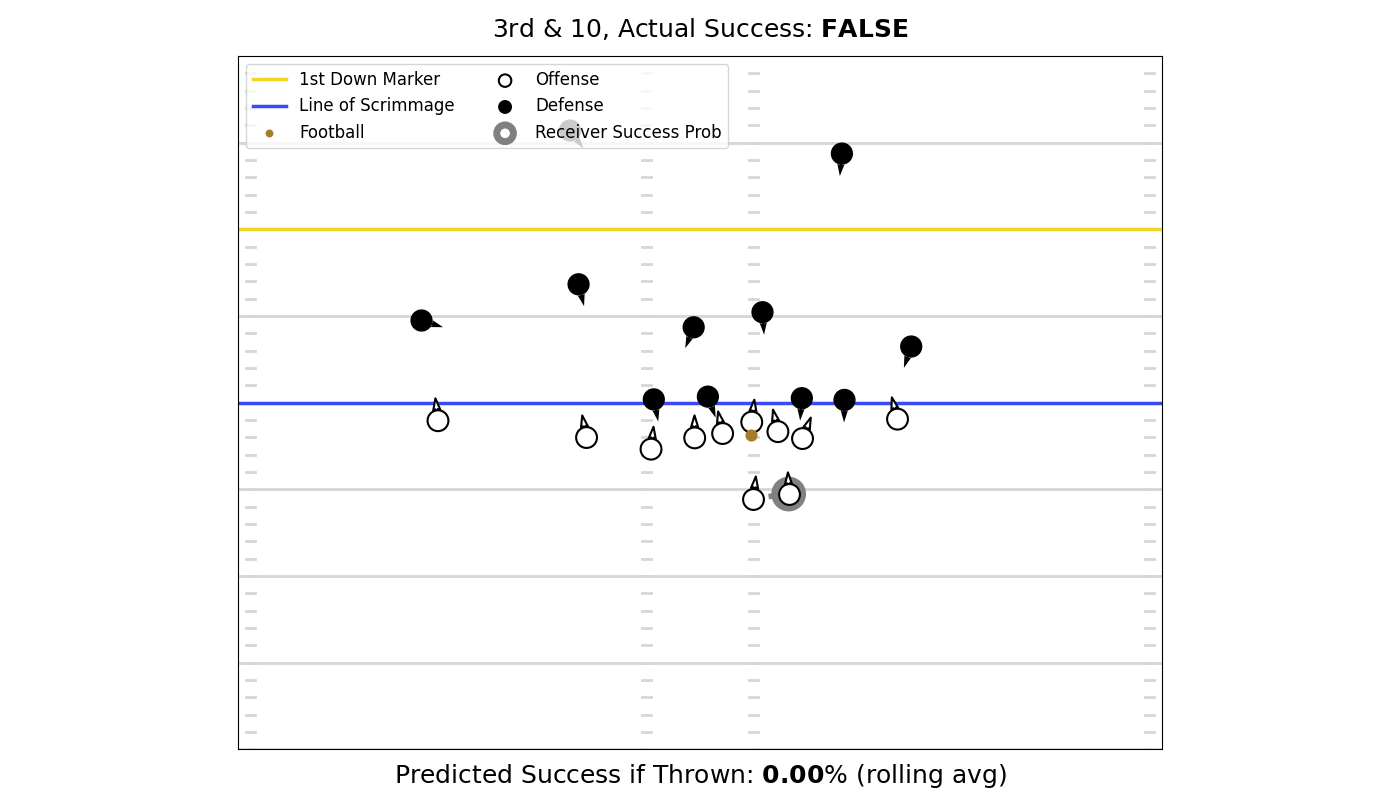 3rd & 10, Actual Success: FALSE
1st Down Marker
Line of Scrimmage
Football
Offense
Defense
Receiver Success Prob
Predicted Success if Thrown: 0.00% (rolling avg)